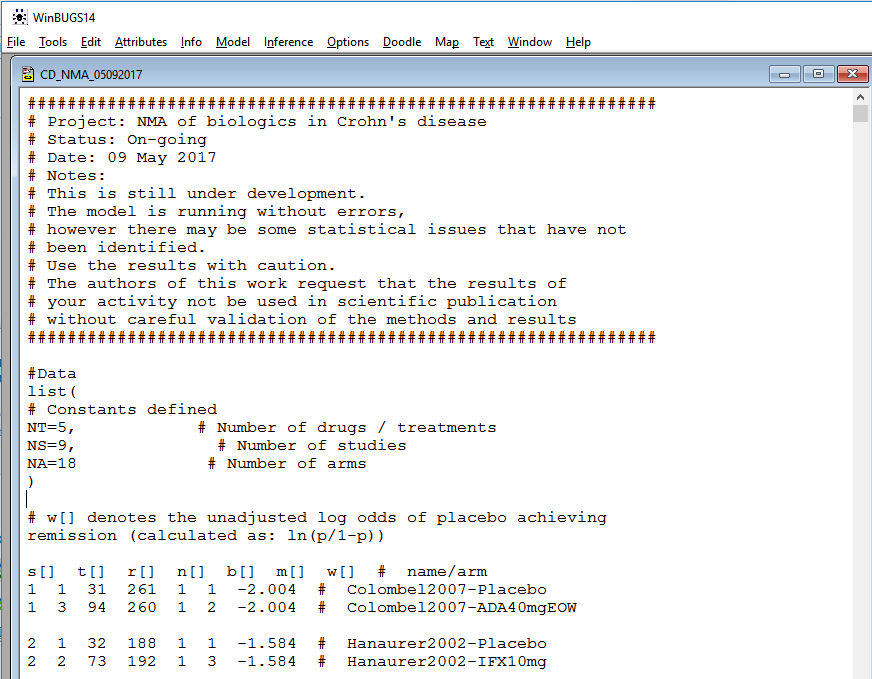 WinBUGS14
File Tools Edit Attributes Info Model Inference Options Doodle Map Text Window Help
CD_NMA_05092017
###############################################################
# Project: NMA of biologics in Crohn's disease
# Status: On-going
# Date: 09 May 2017
# Notes:
# This is still under development.
# The model is running without errors,
# however there may be some statistical issues that have not
# been identified.
# Use the results with caution.
# The authors of this work request that the results of
# your activity not be used in scientific publication
# without careful validation of the methods and results
###############################################################
#Data
list(
# Constants defined
NT=5, # Number of drugs / treatments
NS=9, # Number of studies
NA=18 # Number of arms
)
# w[] denotes the unadjusted log odds of placebo achieving
remission (calculated as: ln(p/1-p))
s[] t[] r[] n[] b[] m[] w[] # name/arm
1 1 31 261 1 1 -2.004 # Colombel2007-Placebo
1 3 94 260 1 2 -2.004 # Colombel2007-ADA40mgEOW
2 1 32 188 1 1 -1.584 # Hanaurer2002-Placebo
2 2 73 192 1 3 -1.584 # Hanaurer2002-IFX10mg